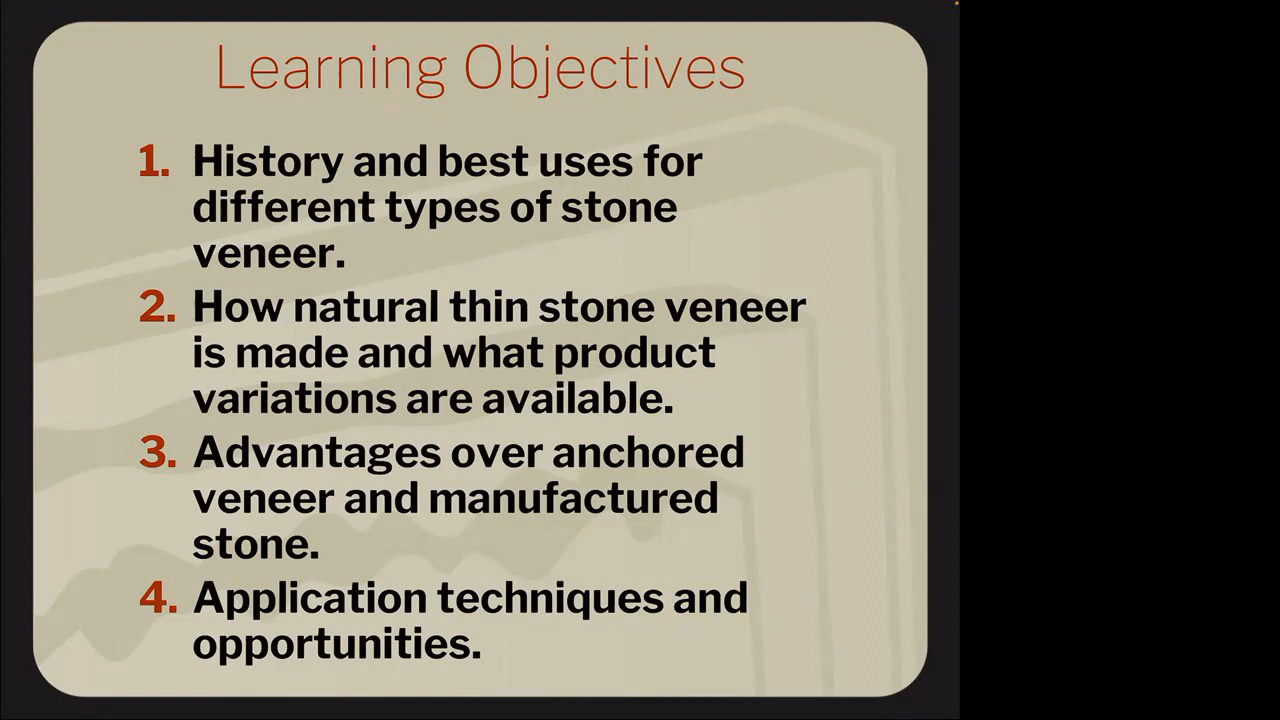 Learning Objectives
1. History and best uses for
different types of stone
veneer.
2. How natural thin stone veneer
is made and what product
variations are available.
3. Advantages over anchored
veneer and manufactured
stone.
4. Application techniques and
opportunities.